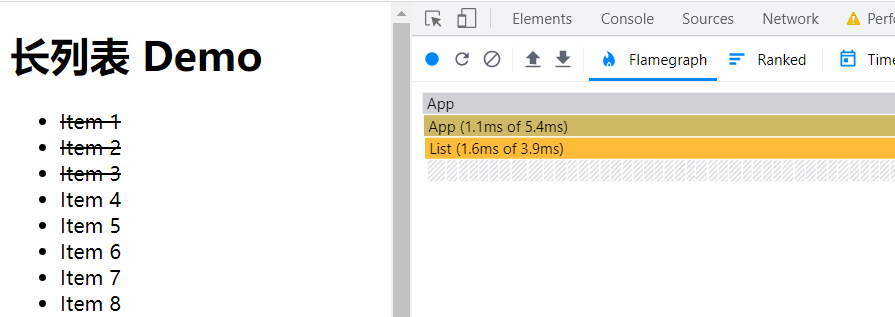 长列表 Demo
Item 1
Item 2
Item 3
Item 4
Item 5
Item 6
Item 7
Item 8
Elements Console Sources Network Perf
Flamegraph Ranked Time
App
App (1.1ms of 5.4ms)
List (1.6ms of 3.9ms)